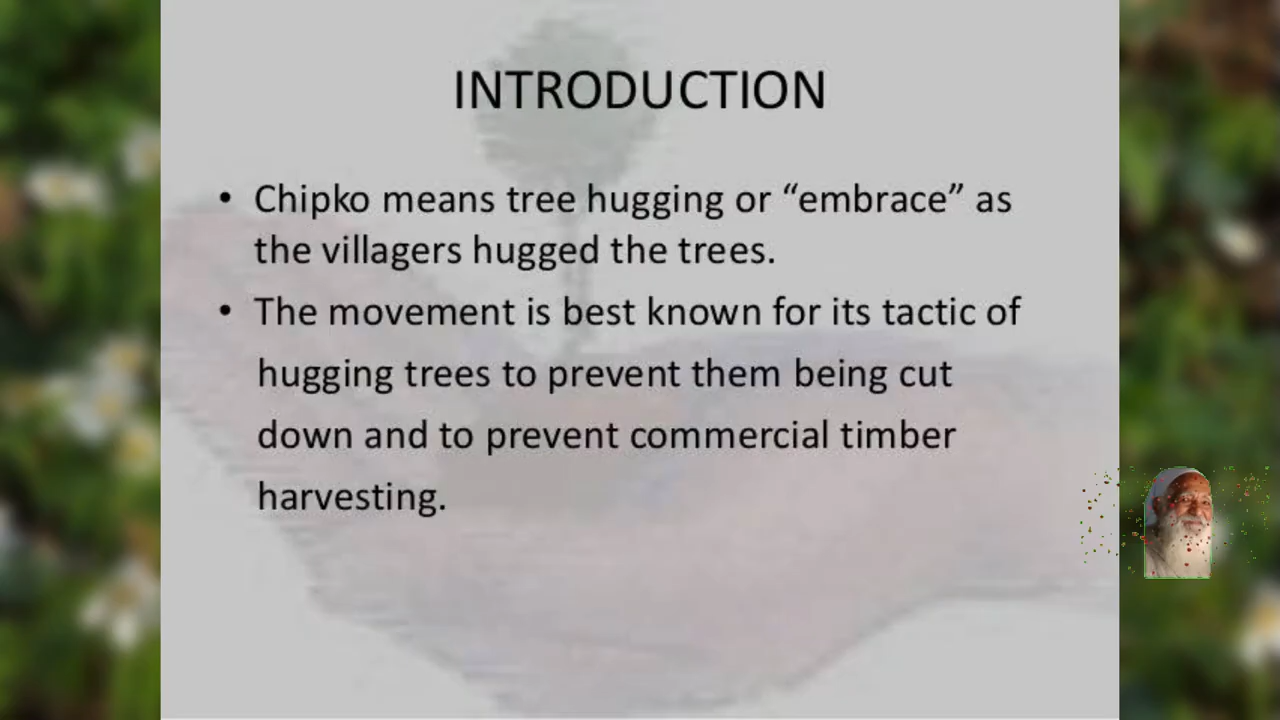 INTRODUCTION
• Chipko means tree hugging or “embrace” as
the villagers hugged the trees.
• The movement is best known for its tactic of
hugging trees to prevent them being cut
down and to prevent commercial timber
harvesting.